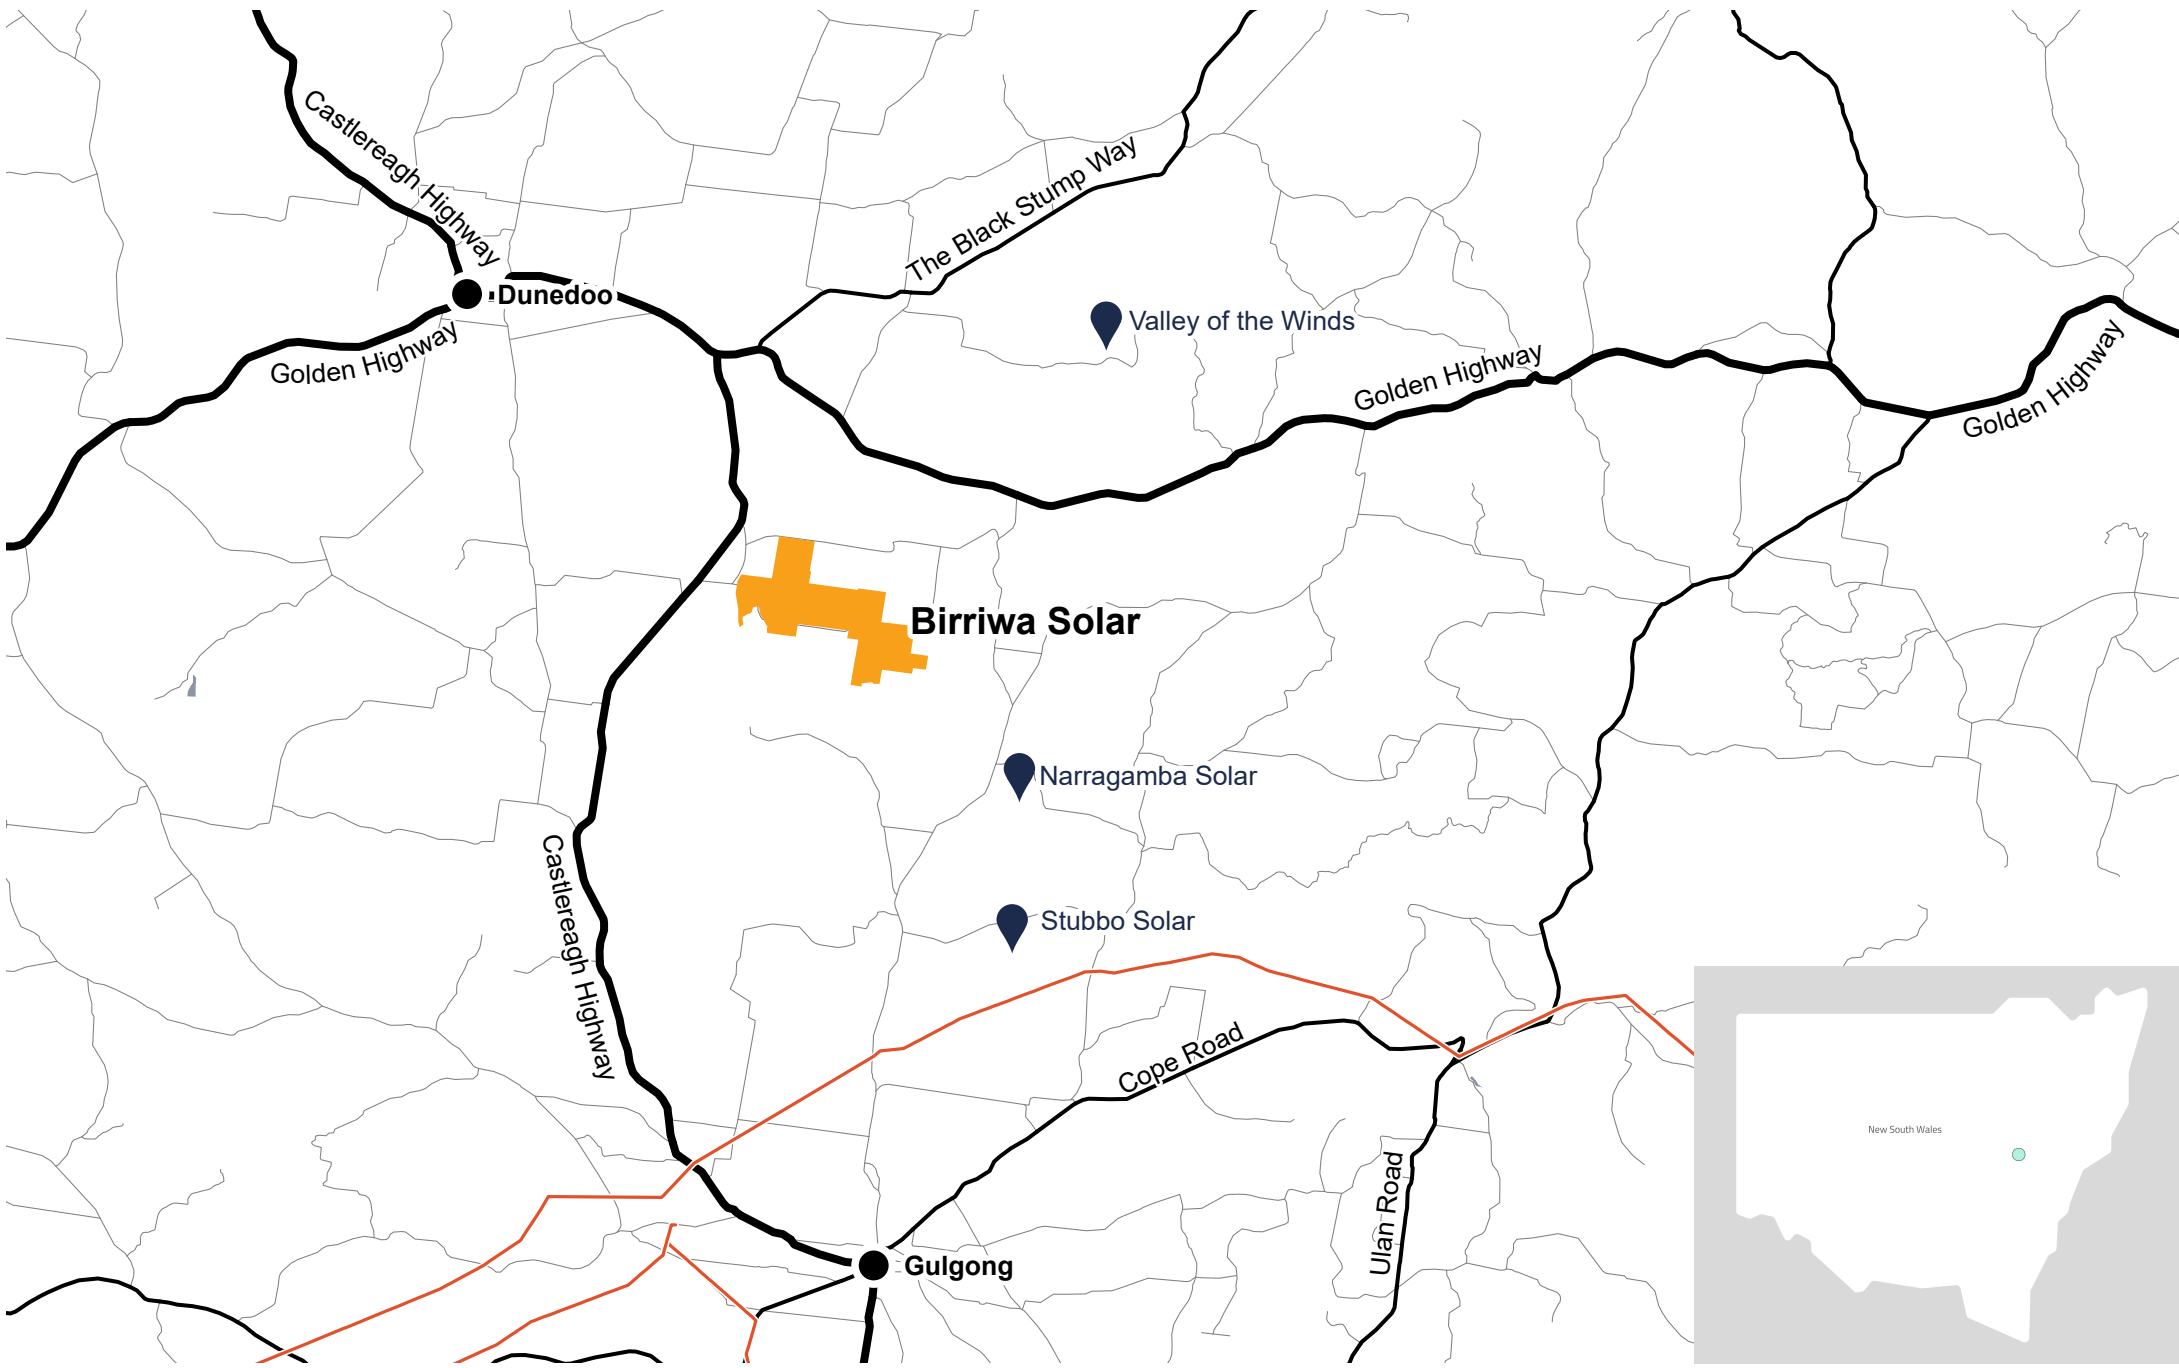 Castlereagh Highway
The Black Stump Way
Dunedoo
Golden Highway
Valley of the Winds
Golden Highway
Golden Highway
Birriwa Solar
Narragamba Solar
Castlereagh Highway
Stubbo Solar
Cope Road
New South Wales
Ulan Road
Gulgong